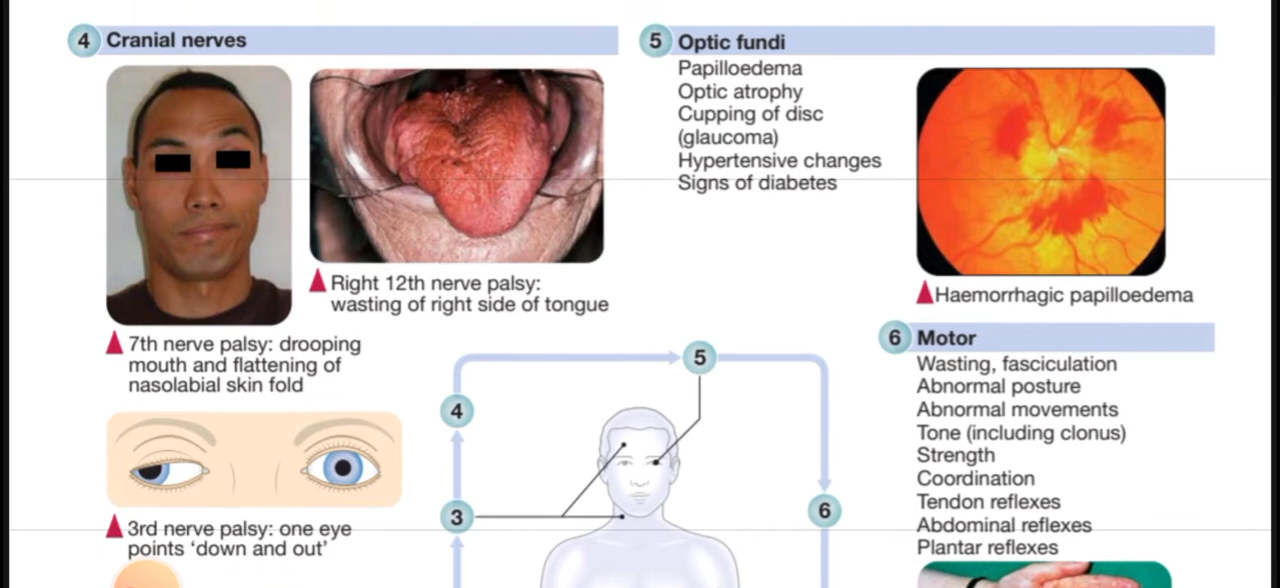 4 Cranial nerves
Right 12th nerve palsy:
wasting of right side of tongue
7th nerve palsy: drooping
mouth and flattening of
nasolabial skin fold
3rd nerve palsy: one eye
points ‘down and out’
5 Optic fundi
Papilloedema
Optic atrophy
Cupping of disc
(glaucoma)
Hypertensive changes
Signs of diabetes
Haemorrhagic papilloedema
6 Motor
Wasting, fasciculation
Abnormal posture
Abnormal movements
Tone (including clonus)
Strength
Coordination
Tendon reflexes
Abdominal reflexes
Plantar reflexes
5
4
3
6